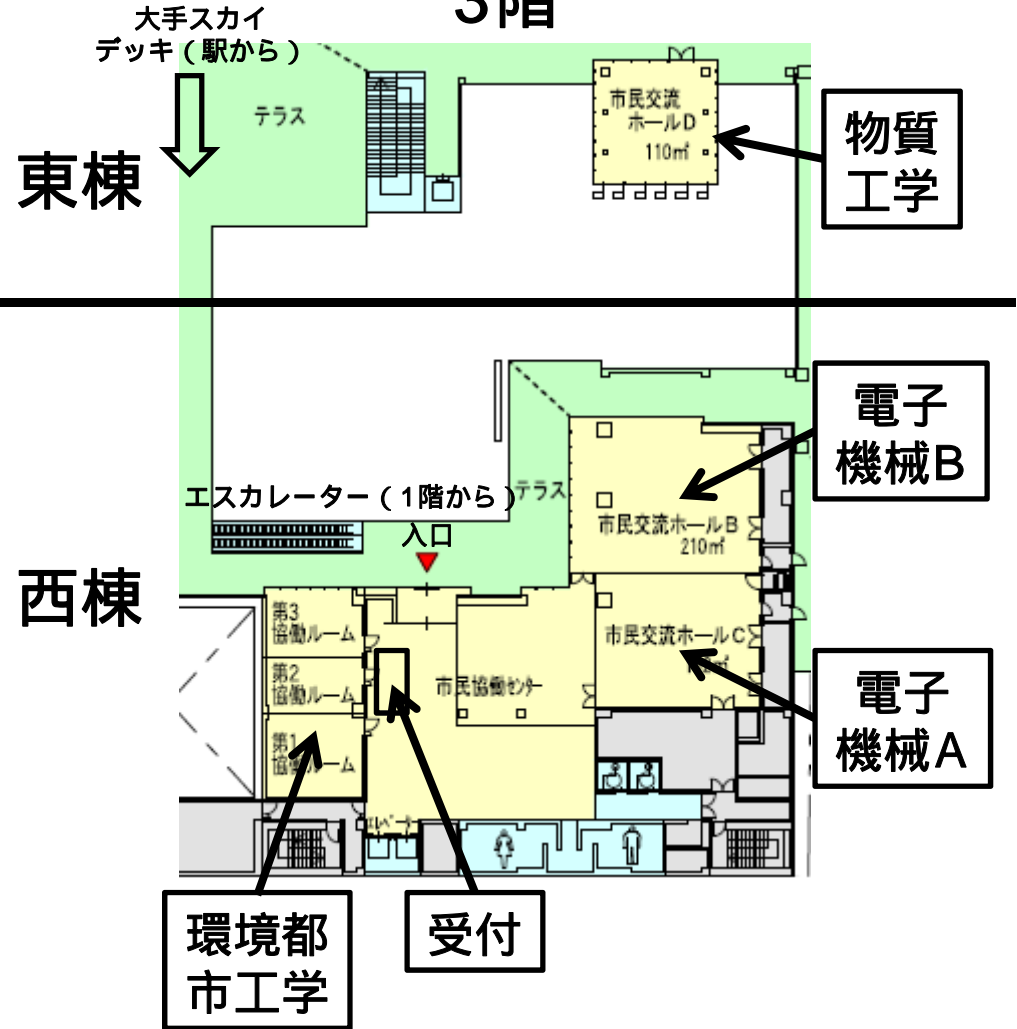 3階
大手スカイ
デッキ（駅から）
テラス
市民交流
ホールD
110㎡
物質
工学
東棟
電子
機械B
エスカレーター（1階から）
テラス
入口
市民交流ホールB
210㎡
西棟
第3
協働ルーム
市民交流ホールC
第2
協働ルーム
市民協働センター
電子
機械A
第1
協働ルーム
エレベーター
環境都
市工学
受付